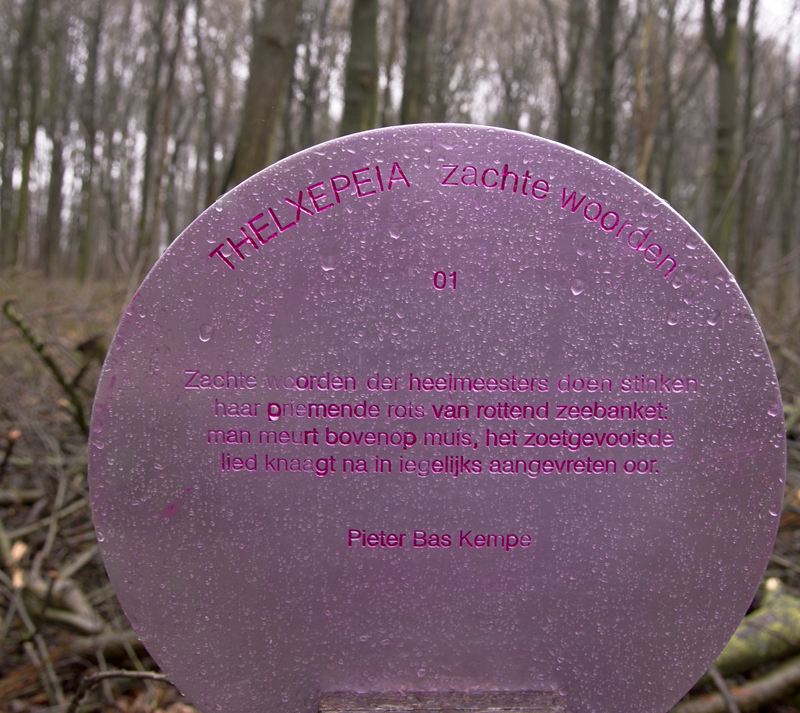 THELXEPEIA zachte woorden
01
Zachte woorden der heelmeesters doen stinken
haar priemende rots van rottend zeebanket:
man meurt bovenop muis, het zoetgevooisde
lied knaagt na in iegelijks aangevreten oor.
Pieter Bas Kempe